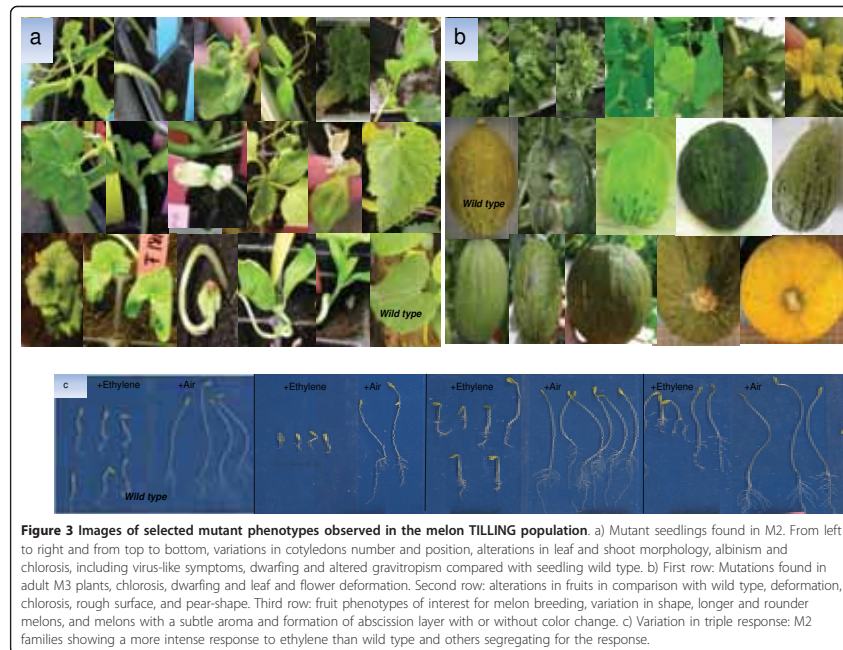 a
b
Wild type
Wild type
c
+Ethylene
+Air
+Ethylene
+Air
+Ethylene
+Air
+Ethylene
+Air
Wild type
Figure 3 Images of selected mutant phenotypes observed in the melon TILLING population. a) Mutant seedlings found in M2. From left
to right and from top to bottom, variations in cotyledons number and position, alterations in leaf and shoot morphology, albinism and
chlorosis, including virus-like symptoms, dwarfing and altered gravitropism compared with seedling wild type. b) First row: Mutations found in
adult M3 plants, chlorosis, dwarfing and leaf and flower deformation. Second row: alterations in fruits in comparison with wild type, deformation,
chlorosis, rough surface, and pear-shape. Third row: fruit phenotypes of interest for melon breeding, variation in shape, longer and rounder
melons, and melons with a subtle aroma and formation of abscission layer with or without color change. c) Variation in triple response: M2
families showing a more intense response to ethylene than wild type and others segregating for the response.